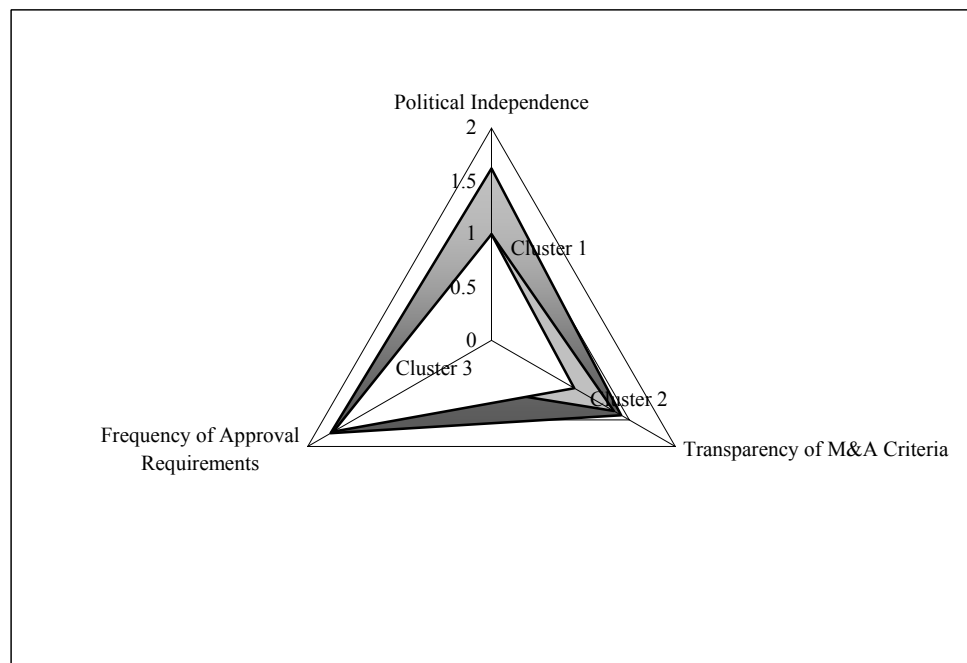 Political Independence
2
1.5
1
Cluster 1
0.5
0
Cluster 3
Cluster 2
Frequency of Approval
Requirements
Transparency of M&A Criteria